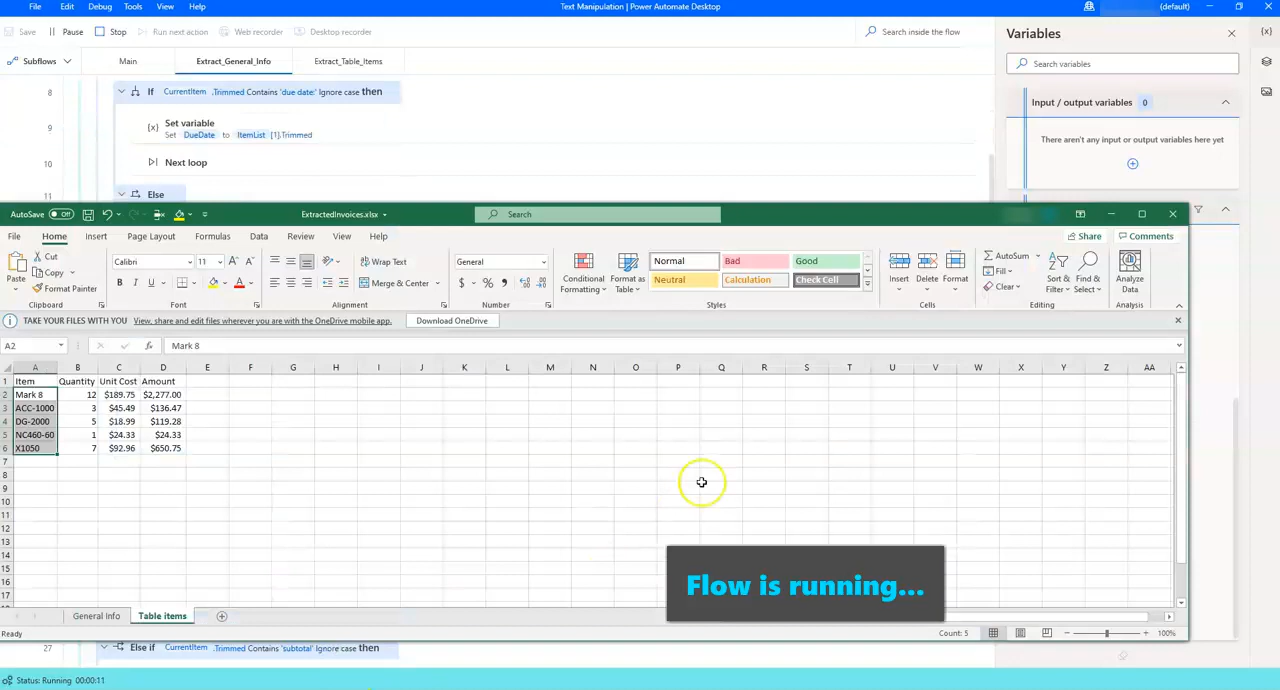 File Edit Debug Tools View Help
Text Manipulation | Power Automate Desktop
(default)
Save Pause Stop Run next action Web recorder Desktop recorder
Search inside the flow
Variables
Subflows Main Extract_General_Info Extract_Table_Items
Search variables
8 If CurrentItem .Trimmed Contains 'due date:' Ignore case then
Input / output variables 0
9 Set variable
Set DueDate to ItemList [1].Trimmed
There aren't any input or output variables here yet
10 Next loop
11 Else
AutoSave Off ExtractedInvoices.xlsx Search
File Home Insert Page Layout Formulas Data Review View Help Share Comments
Paste Cut Copy Format Painter Calibri 11 A A Wrap Text General Conditional Formatting Format as Table Normal Bad Good Insert Delete Format AutoSum Sort & Filter Find & Select Analyze Data
B I U A Merge & Center $ % Neutral Calculation Check Cell Fill Clear
Clipboard Font Alignment Number Styles Cells Editing Analysis
TAKE YOUR FILES WITH YOU View, share and edit files wherever you are with the OneDrive mobile app. Download OneDrive
A2 fx Mark 8
A B C D E F G H I J K L M N O P Q R S T U V W X Y Z AA
1 Item Quantity Unit Cost Amount
2 Mark 8 12 $189.75 $2,277.00
3 ACC-1000 3 $45.49 $136.47
4 DG-2000 5 $18.99 $119.28
5 NC460-60 1 $24.33 $24.33
6 X1050 7 $92.96 $650.75
7
8
9
10
11
12
13
14
15
16
17
Flow is running...
General Info Table items
Ready Count: 5 100%
27 Else if CurrentItem .Trimmed Contains 'subtotal' Ignore case then
Status: Running 00:00:11